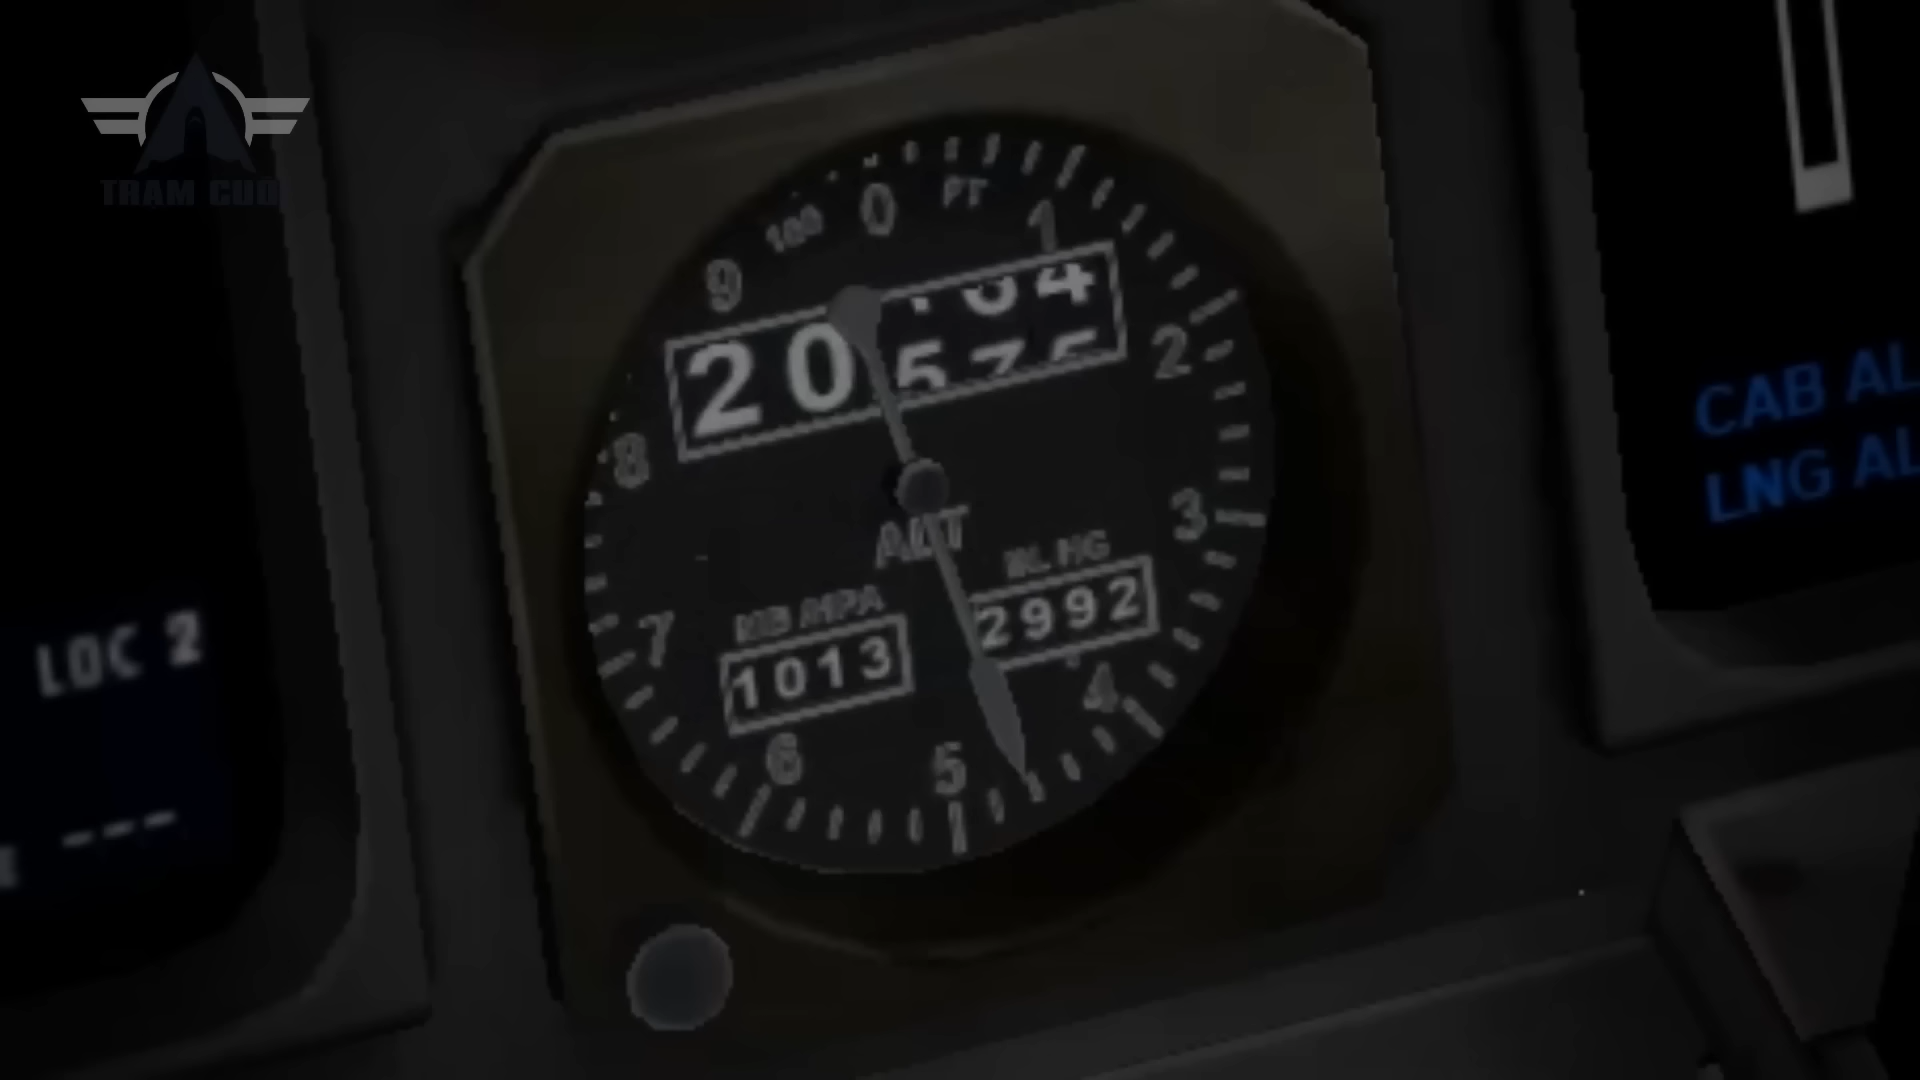 TRAM CUO
0
FT
100
1
9
20
2
8
ALT
3
IN. HG
2992
MB /HPA
1013
7
4
6
5
CAB AL
LNG AL
LOC 2
---